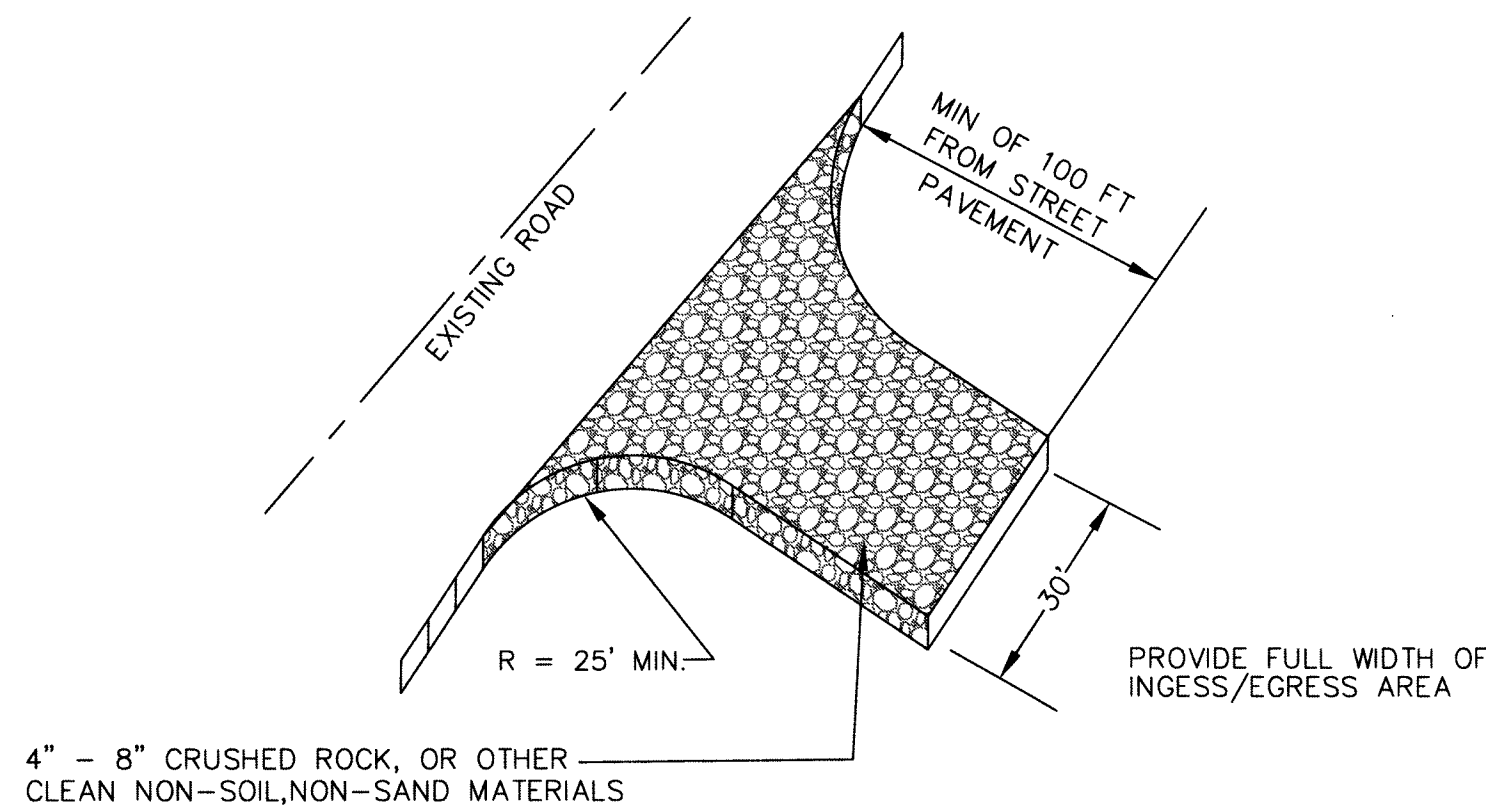 MIN OF 100 FT
FROM STREET
PAVEMENT
EXISTING ROAD
30'
R = 25' MIN.
PROVIDE FULL WIDTH OF
INGESS/EGRESS AREA
4" - 8" CRUSHED ROCK, OR OTHER
CLEAN NON-SOIL,NON-SAND MATERIALS